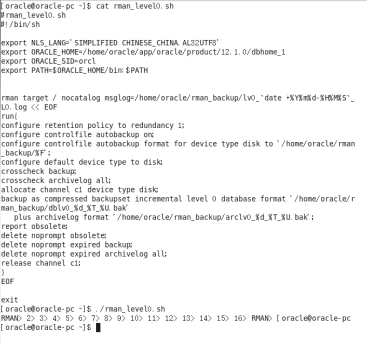 [oracle@oracle-pc ~]$ cat rman_level0.sh
#rman_level0.sh
#!/bin/sh
export NLS_LANG='SIMPLIFIED CHINESE_CHINA.AL32UTF8'
export ORACLE_HOME=/home/oracle/app/oracle/product/12.1.0/dbhome_1
export ORACLE_SID=orcl
export PATH=$ORACLE_HOME/bin:$PATH
rman target / nocatalog msglog=/home/oracle/rman_backup/lv0_`date +%Y%m%d-%H%M%S`_
L0.log << EOF
run{
configure retention policy to redundancy 1;
configure controlfile autobackup on;
configure controlfile autobackup format for device type disk to '/home/oracle/rman
_backup/%F';
configure default device type to disk;
crosscheck backup;
crosscheck archivelog all;
allocate channel c1 device type disk;
backup as compressed backupset incremental level 0 database format '/home/oracle/r
man_backup/dblv0_%d_%T_%U.bak'
plus archivelog format '/home/oracle/rman_backup/arclv0_%d_%T_%U.bak';
report obsolete;
delete noprompt obsolete;
delete noprompt expired backup;
delete noprompt expired archivelog all;
release channel c1;
}
EOF
exit
[oracle@oracle-pc ~]$ ./rman_level0.sh
RMAN> 2> 3> 4> 5> 6> 7> 8> 9> 10> 11> 12> 13> 14> 15> 16> RMAN> [oracle@oracle-pc
[oracle@oracle-pc ~]$